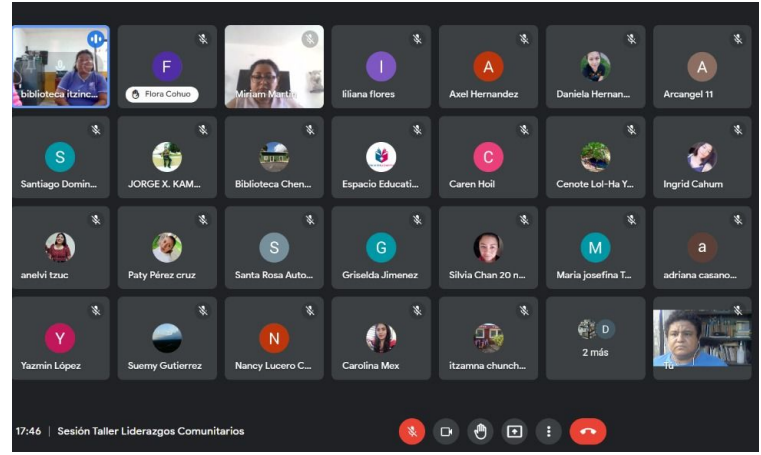 biblioteca itzinc...
F
Flora Cohuo
Miriam Martin
I
liliana flores
A
Axel Hernandez
Daniela Hernan...
A
Arcangel 11
S
Santiago Domin...
JORGE X. KAM...
Biblioteca Chen...
Espacio Educati...
C
Caren Hoil
Cenote Lol-Ha Y...
Ingrid Cahum
anelvi tzuc
Paty Pérez cruz
S
Santa Rosa Auto...
G
Griselda Jimenez
Silvia Chan 20 n...
M
Maria josefina T...
a
adriana casano...
Y
Yazmin López
Suemy Gutierrez
N
Nancy Lucero C...
Carolina Mex
itzamna chunch...
D
2 más
Tú
17:46 | Sesión Taller Liderazgos Comunitarios